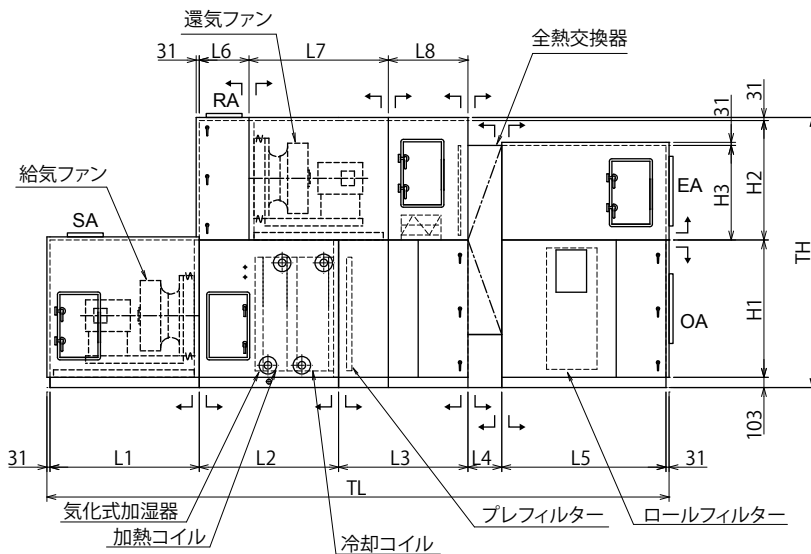 還気ファン
全熱交換器
31
L6
L7
L8
31
31
RA
給気ファン
SA
EA
H3
H2
TH
OA
H1
103
31
L1
L2
L3
L4
L5
31
TL
気化式加湿器
加熱コイル
冷却コイル
プレフィルター
ロールフィルター